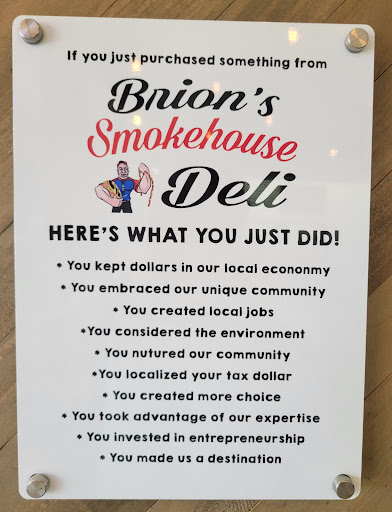 If you just purchased something from
Brion's
Smokehouse
Deli
HERE'S WHAT YOU JUST DID!
* You kept dollars in our local econonmy
* You embraced our unique community
* You created local jobs
*You considered the environment
* You nutured our community
*You localized your tax dollar
* You created more choice
* You took advantage of our expertise
* You invested in entrepreneurship
* You made us a destination